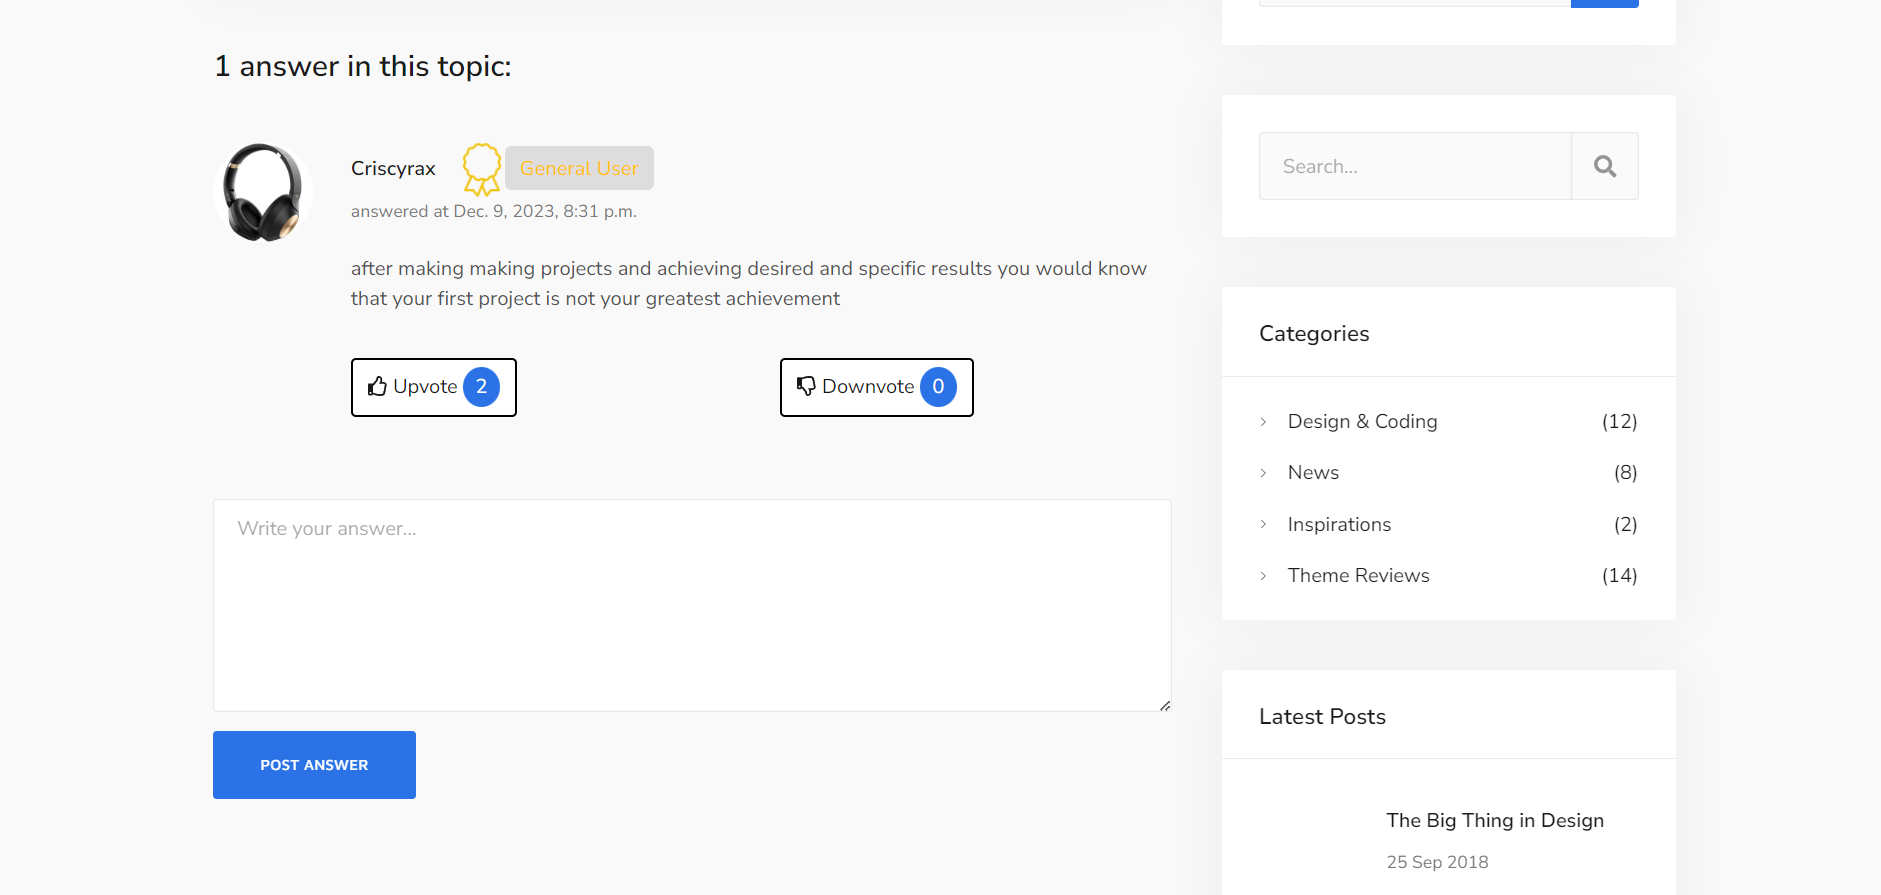 1 answer in this topic:
Criscyrax
General User
answered at Dec. 9, 2023, 8:31 p.m.
after making making projects and achieving desired and specific results you would know
that your first project is not your greatest achievement
Upvote 2
Downvote 0
Write your answer...
POST ANSWER
Search...
Categories
Design & Coding (12)
News (8)
Inspirations (2)
Theme Reviews (14)
Latest Posts
The Big Thing in Design
25 Sep 2018